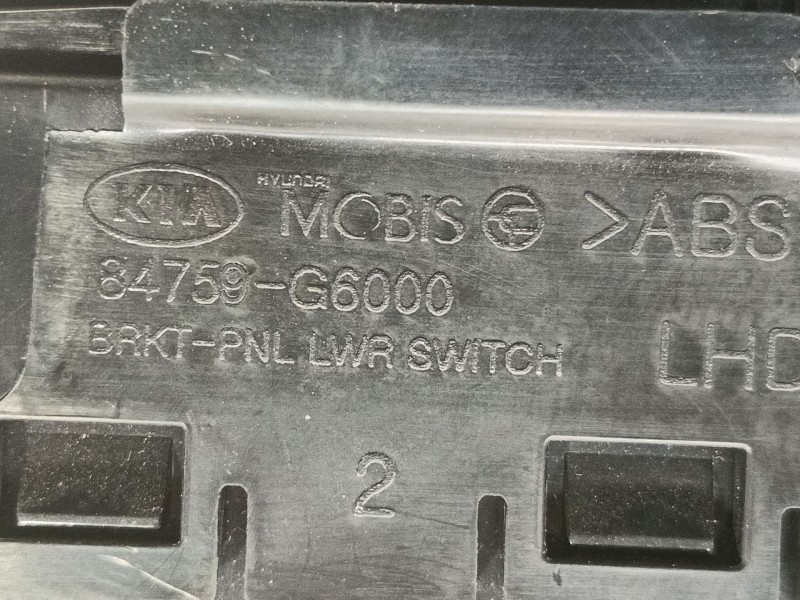 KIA HYUNDAI MOBIS >ABS
84759-G6000
BRKT-PNL LWR SWITCH LHD
2